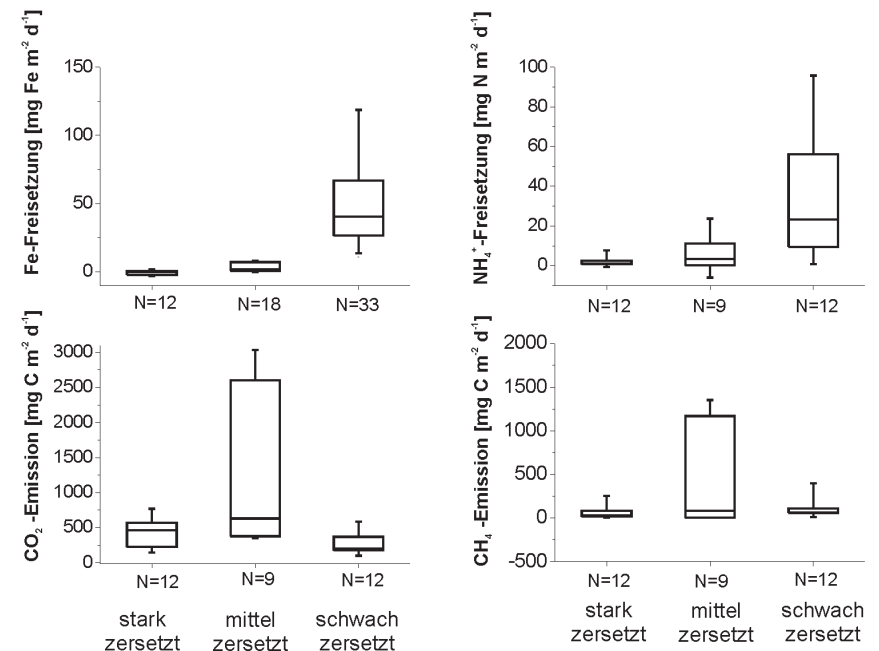 Fe-Freisetzung [mg Fe m⁻² d⁻¹]
150
100
50
0
N=12
N=18
N=33
NH₄⁺-Freisetzung [mg N m⁻² d⁻¹]
100
80
60
40
20
0
N=12
N=9
N=12
CO₂ -Emission [mg C m⁻² d⁻¹]
3000
2500
2000
1500
1000
500
0
N=12
N=9
N=12
stark
zersetzt
mittel
zersetzt
schwach
zersetzt
CH₄ -Emission [mg C m⁻² d⁻¹]
2000
1500
1000
500
0
-500
N=12
N=9
N=12
stark
zersetzt
mittel
zersetzt
schwach
zersetzt